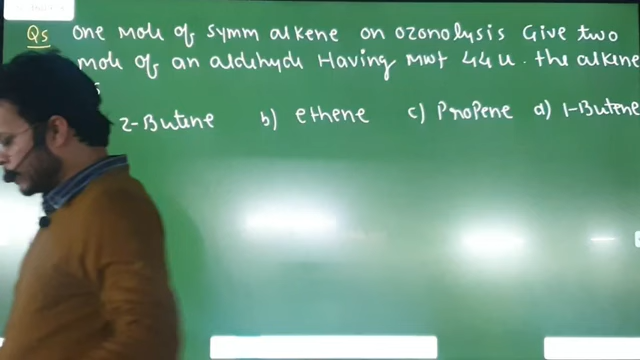 Qs One mole of symm alkene on ozonolysis Give two
mole of an aldehyde Having mwt 44u. the alkene
s
2-Butene b) ethene c) Propene d) 1-Butene